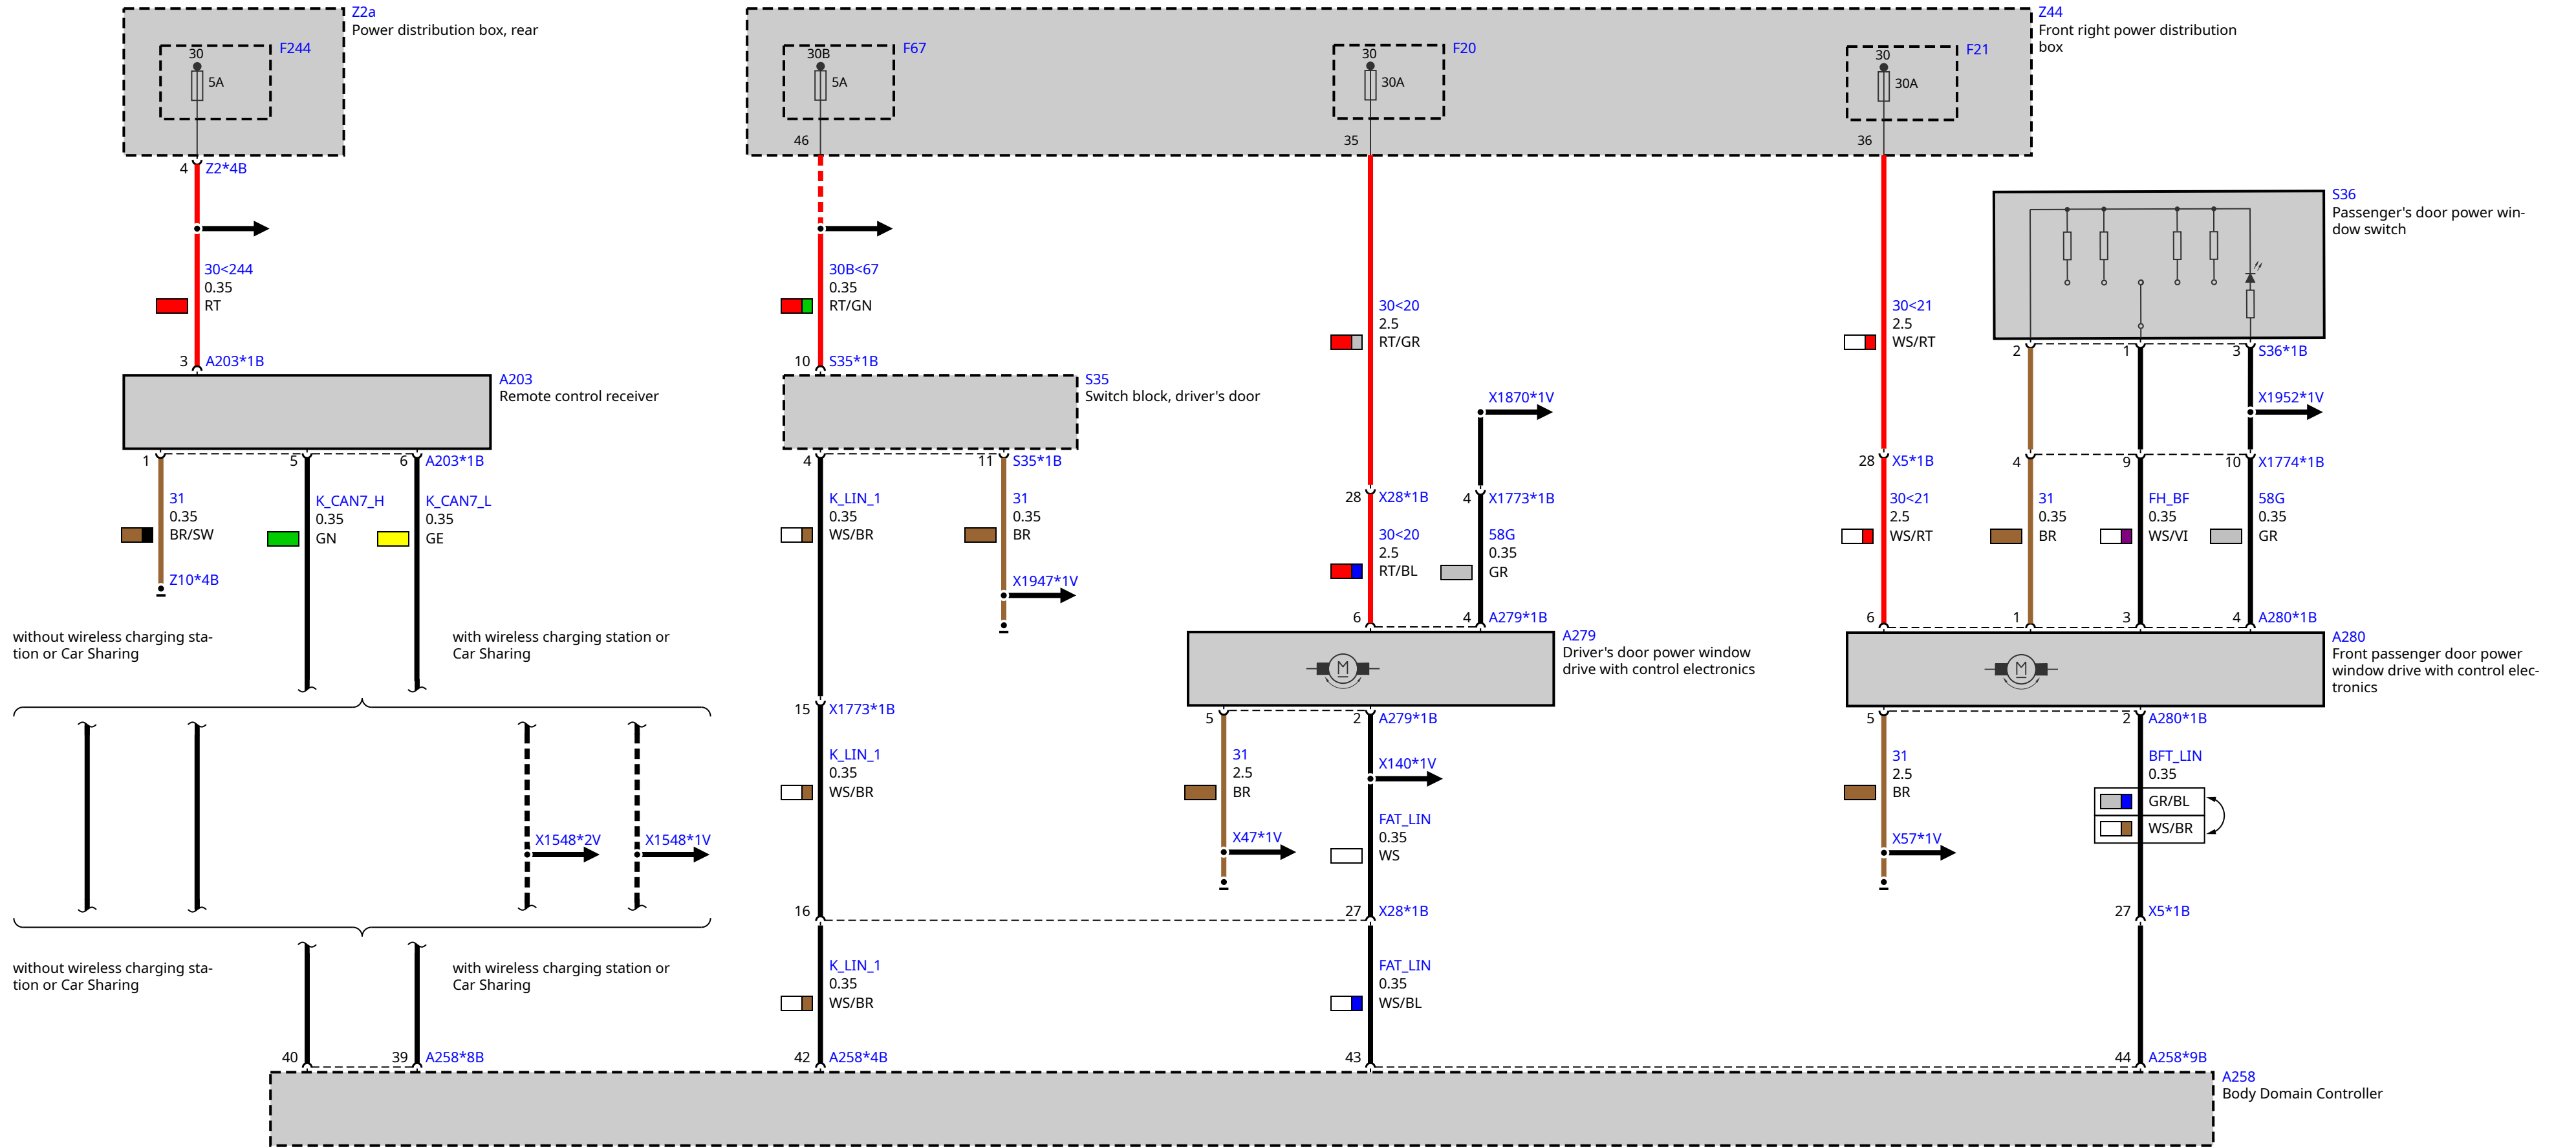 Z2a
Power distribution box, rear
F244
30
5A
4
Z2*4B
30<244
0.35
RT
3
A203*1B
A203
Remote control receiver
1
5
6
A203*1B
31
0.35
BR/SW
Z10*4B
K_CAN7_H
0.35
GN
K_CAN7_L
0.35
GE
without wireless charging sta-
tion or Car Sharing
with wireless charging station or
Car Sharing
X1548*2V
X1548*1V
without wireless charging sta-
tion or Car Sharing
with wireless charging station or
Car Sharing
40
39
A258*8B
Z44
Front right power distribution
box
F67
30B
5A
46
F20
30
30A
35
F21
30
30A
36
30B<67
0.35
RT/GN
10
S35*1B
S35
Switch block, driver's door
4
11
S35*1B
K_LIN_1
0.35
WS/BR
31
0.35
BR
X1947*1V
15
X1773*1B
K_LIN_1
0.35
WS/BR
16
K_LIN_1
0.35
WS/BR
42
A258*4B
30<20
2.5
RT/GR
X1870*1V
28
X28*1B
4
X1773*1B
30<20
2.5
RT/BL
58G
0.35
GR
6
4
A279*1B
A279
Driver's door power window
drive with control electronics
M
5
2
A279*1B
31
2.5
BR
X47*1V
X140*1V
FAT_LIN
0.35
WS
27
X28*1B
FAT_LIN
0.35
WS/BL
43
30<21
2.5
WS/RT
28
X5*1B
30<21
2.5
WS/RT
S36
Passenger's door power win-
dow switch
2
1
3
S36*1B
X1952*1V
4
9
10
X1774*1B
31
0.35
BR
FH_BF
0.35
WS/VI
58G
0.35
GR
6
1
3
4
A280*1B
A280
Front passenger door power
window drive with control elec-
tronics
M
5
2
A280*1B
31
2.5
BR
X57*1V
BFT_LIN
0.35
GR/BL
WS/BR
27
X5*1B
44
A258*9B
A258
Body Domain Controller